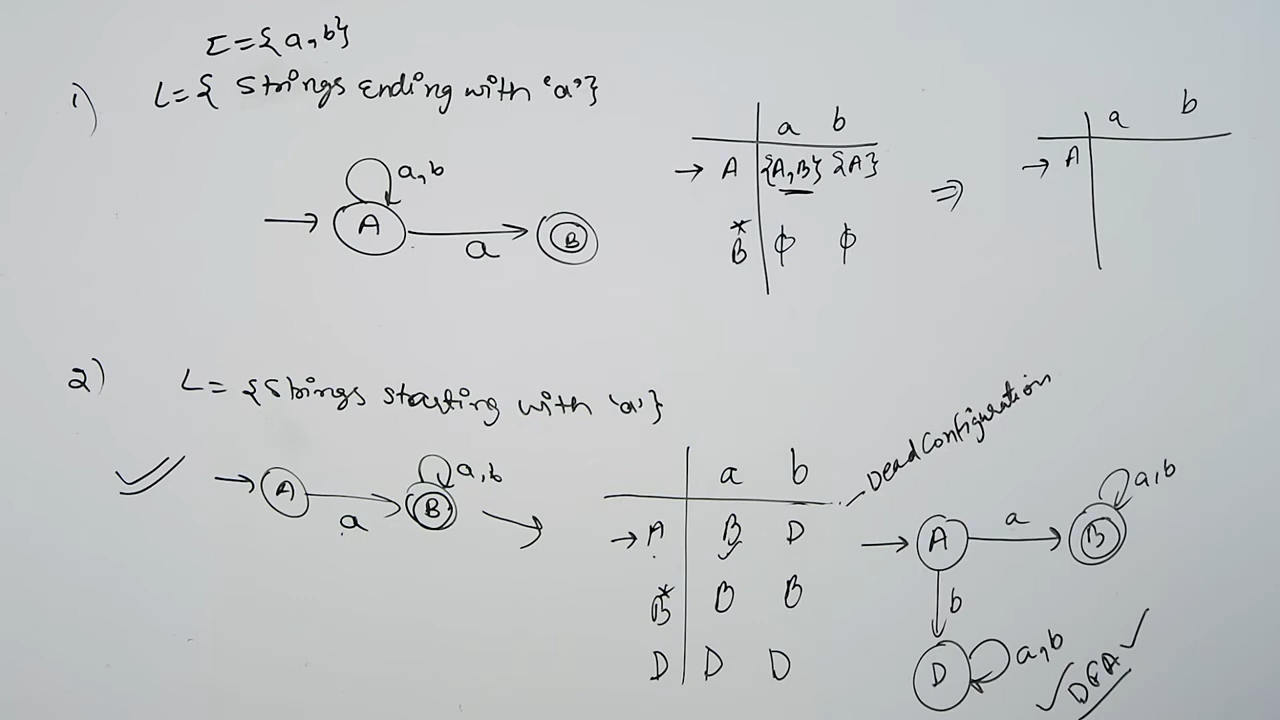 Σ={a,b}
1) L={ Strings Ending with 'a'}
a,b
A a B
a b
→ A {A,B} {A}
* B φ φ
⇒
a b
→ A
2) L= {Strings starting with 'a'}
a,b
A a B
a b
→ A B D
B* B B
D D D
Dead Configuration
a,b
A a B
b
D a,b
DFA